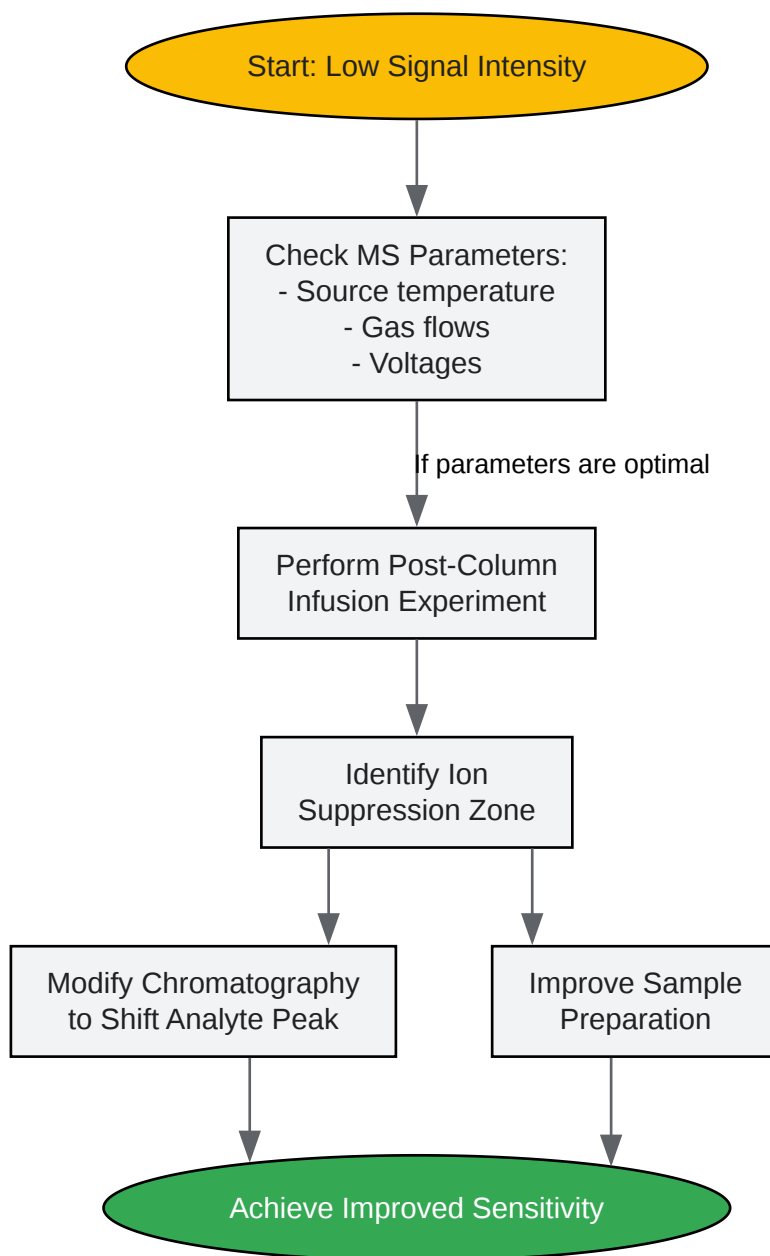 Start: Low Signal Intensity
Check MS Parameters:
- Source temperature
- Gas flows
- Voltages
If parameters are optimal
Perform Post-Column
Infusion Experiment
Identify Ion
Suppression Zone
Modify Chromatography
to Shift Analyte Peak
Improve Sample
Preparation
Achieve Improved Sensitivity